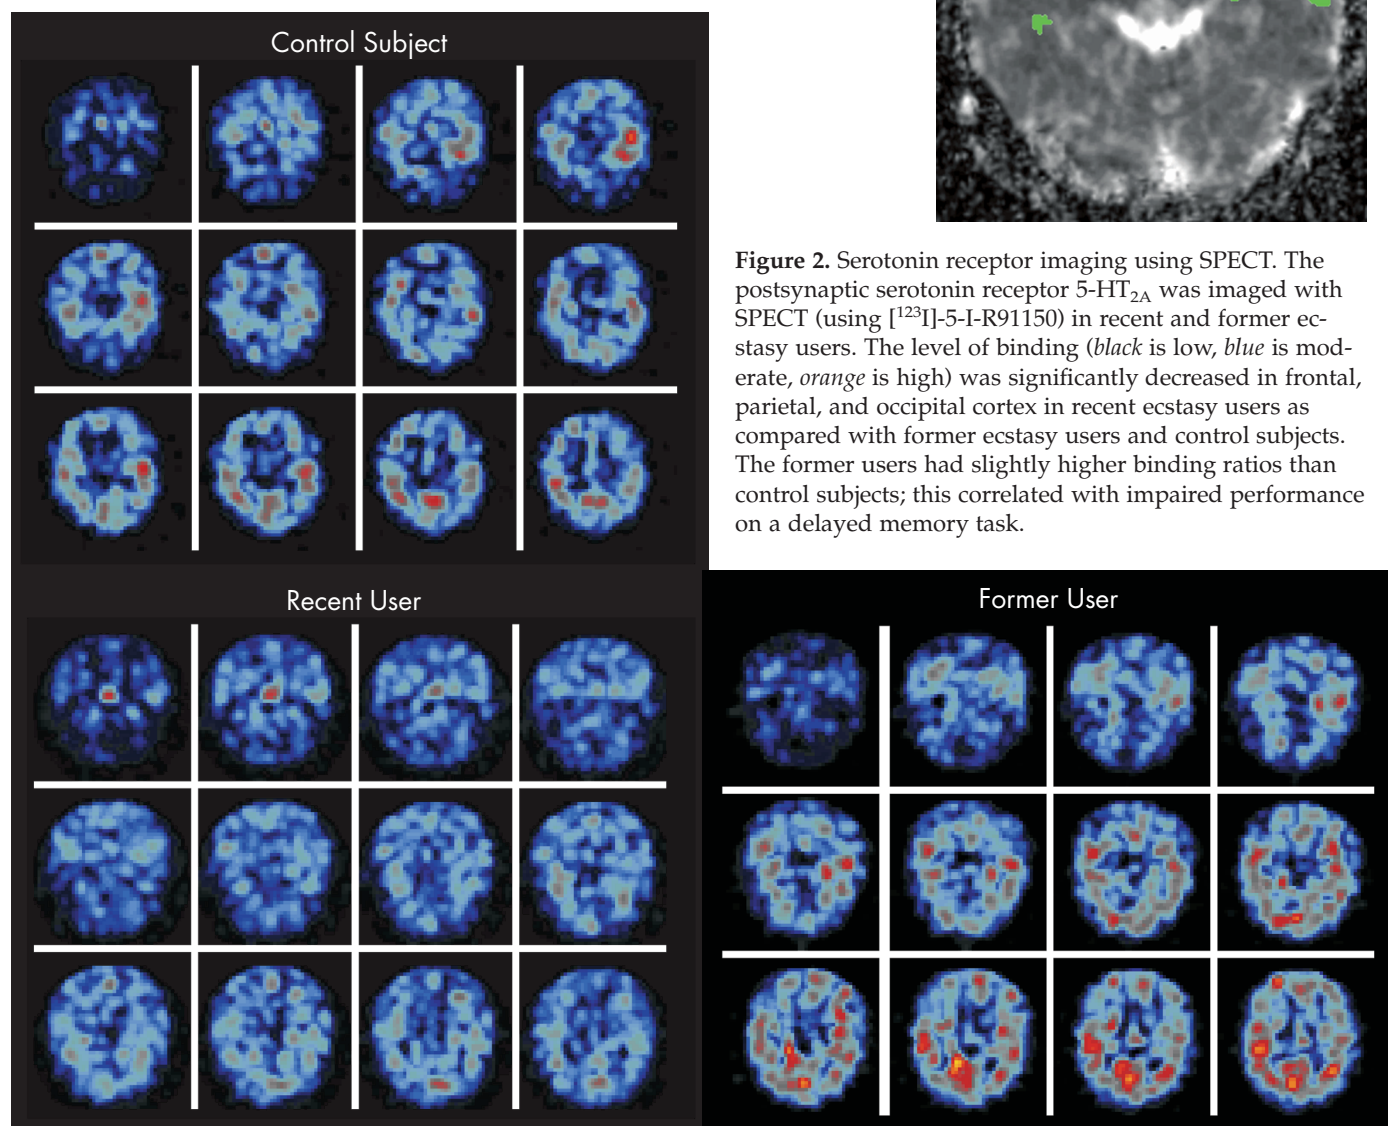 Control Subject
Figure 2. Serotonin receptor imaging using SPECT. The
postsynaptic serotonin receptor 5-HT2A was imaged with
SPECT (using [123I]-5-I-R91150) in recent and former ec-
stasy users. The level of binding (black is low, blue is mod-
erate, orange is high) was significantly decreased in frontal,
parietal, and occipital cortex in recent ecstasy users as
compared with former ecstasy users and control subjects.
The former users had slightly higher binding ratios than
control subjects; this correlated with impaired performance
on a delayed memory task.
Recent User
Former User